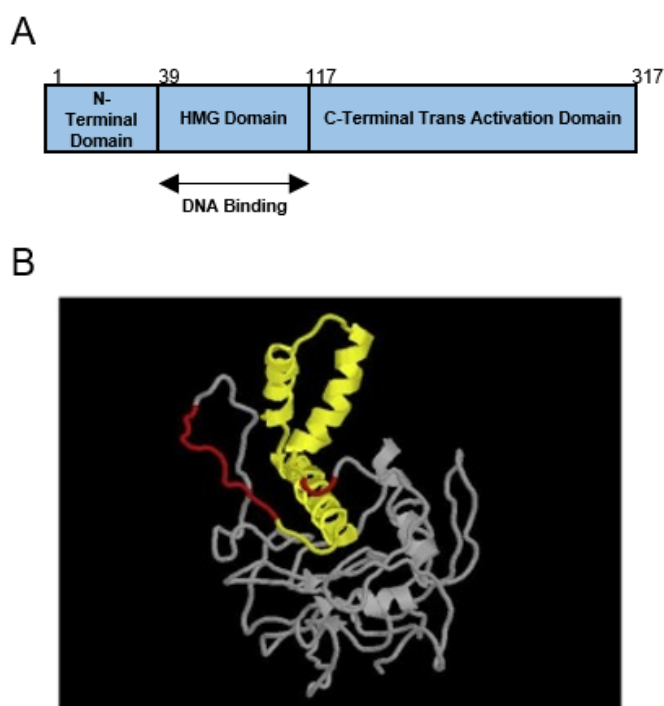 A
1 39 117 317
N-
Terminal
Domain
HMG Domain
C-Terminal Trans Activation Domain
DNA Binding
B